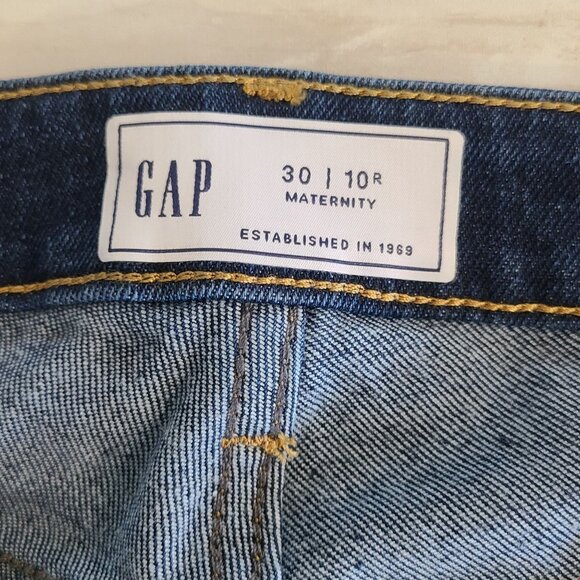 GAP
30 | 10R
MATERNITY
ESTABLISHED IN 1969